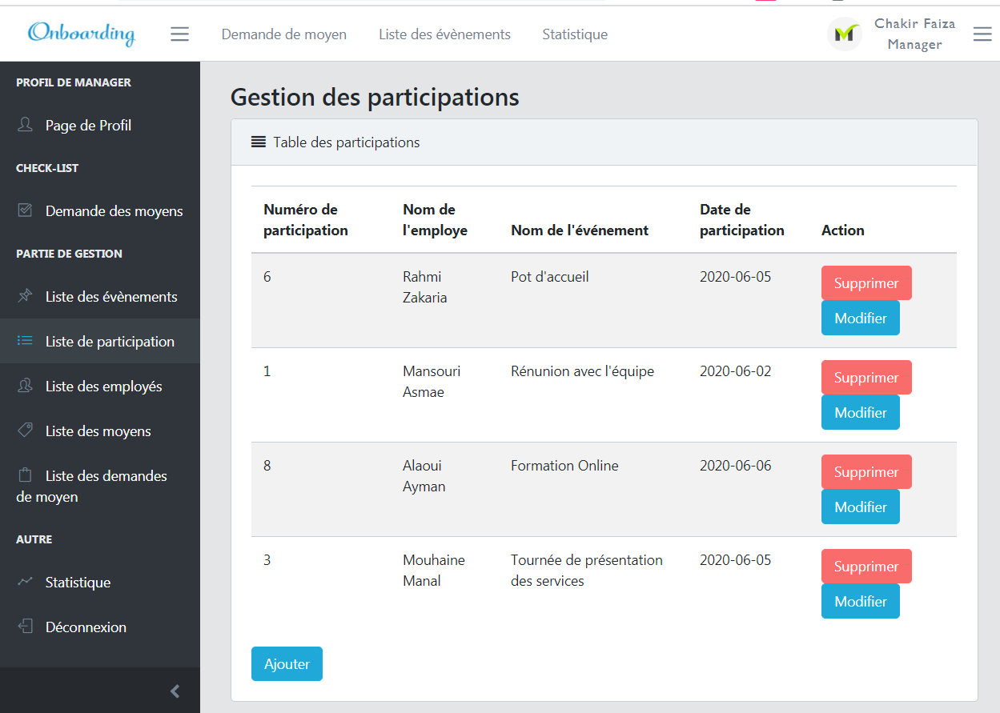 Onboarding
Demande de moyen
Liste des évènements
Statistique
Chakir Faiza
Manager
PROFIL DE MANAGER
Page de Profil
CHECK-LIST
Demande des moyens
PARTIE DE GESTION
Liste des évènements
Liste de participation
Liste des employés
Liste des moyens
Liste des demandes
de moyen
AUTRE
Statistique
Déconnexion
Gestion des participations
Table des participations
Numéro de
participation
Nom de
l'employe
Nom de l'événement
Date de
participation
Action
6
Rahmi
Zakaria
Pot d'accueil
2020-06-05
Supprimer
Modifier
1
Mansouri
Asmae
Rénunion avec l'équipe
2020-06-02
Supprimer
Modifier
8
Alaoui
Ayman
Formation Online
2020-06-06
Supprimer
Modifier
3
Mouhaine
Manal
Tournée de présentation
des services
2020-06-05
Supprimer
Modifier
Ajouter